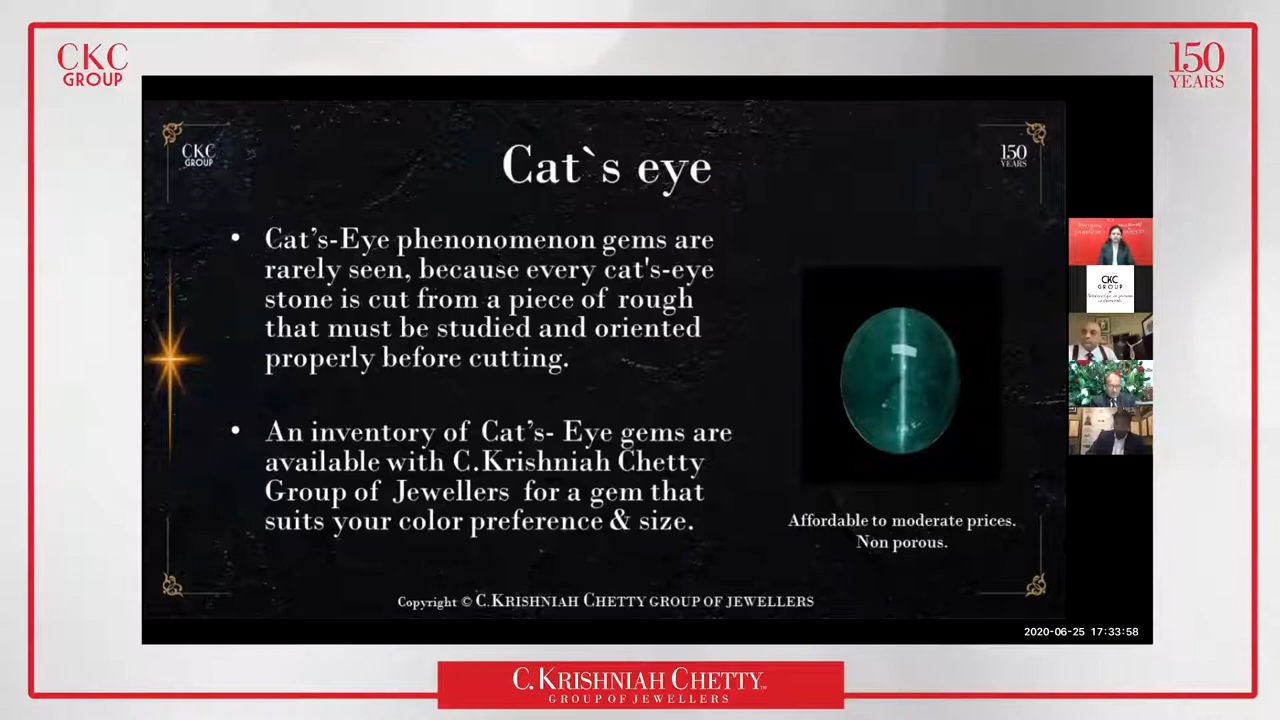 CKC
GROUP
150
YEARS
CKC
GROUP
150
YEARS
Cat`s eye
• Cat's-Eye phenonomenon gems are
rarely seen, because every cat's-eye
stone is cut from a piece of rough
that must be studied and oriented
properly before cutting.
• An inventory of Cat's- Eye gems are
available with C.Krishniah Chetty
Group of Jewellers for a gem that
suits your color preference & size.
Affordable to moderate prices.
Non porous.
CKC
GROUP
Copyright © C.KRISHNIAH CHETTY GROUP OF JEWELLERS
2020-06-25 17:33:58
C.KRISHNIAH CHETTY™
GROUP OF JEWELLERS